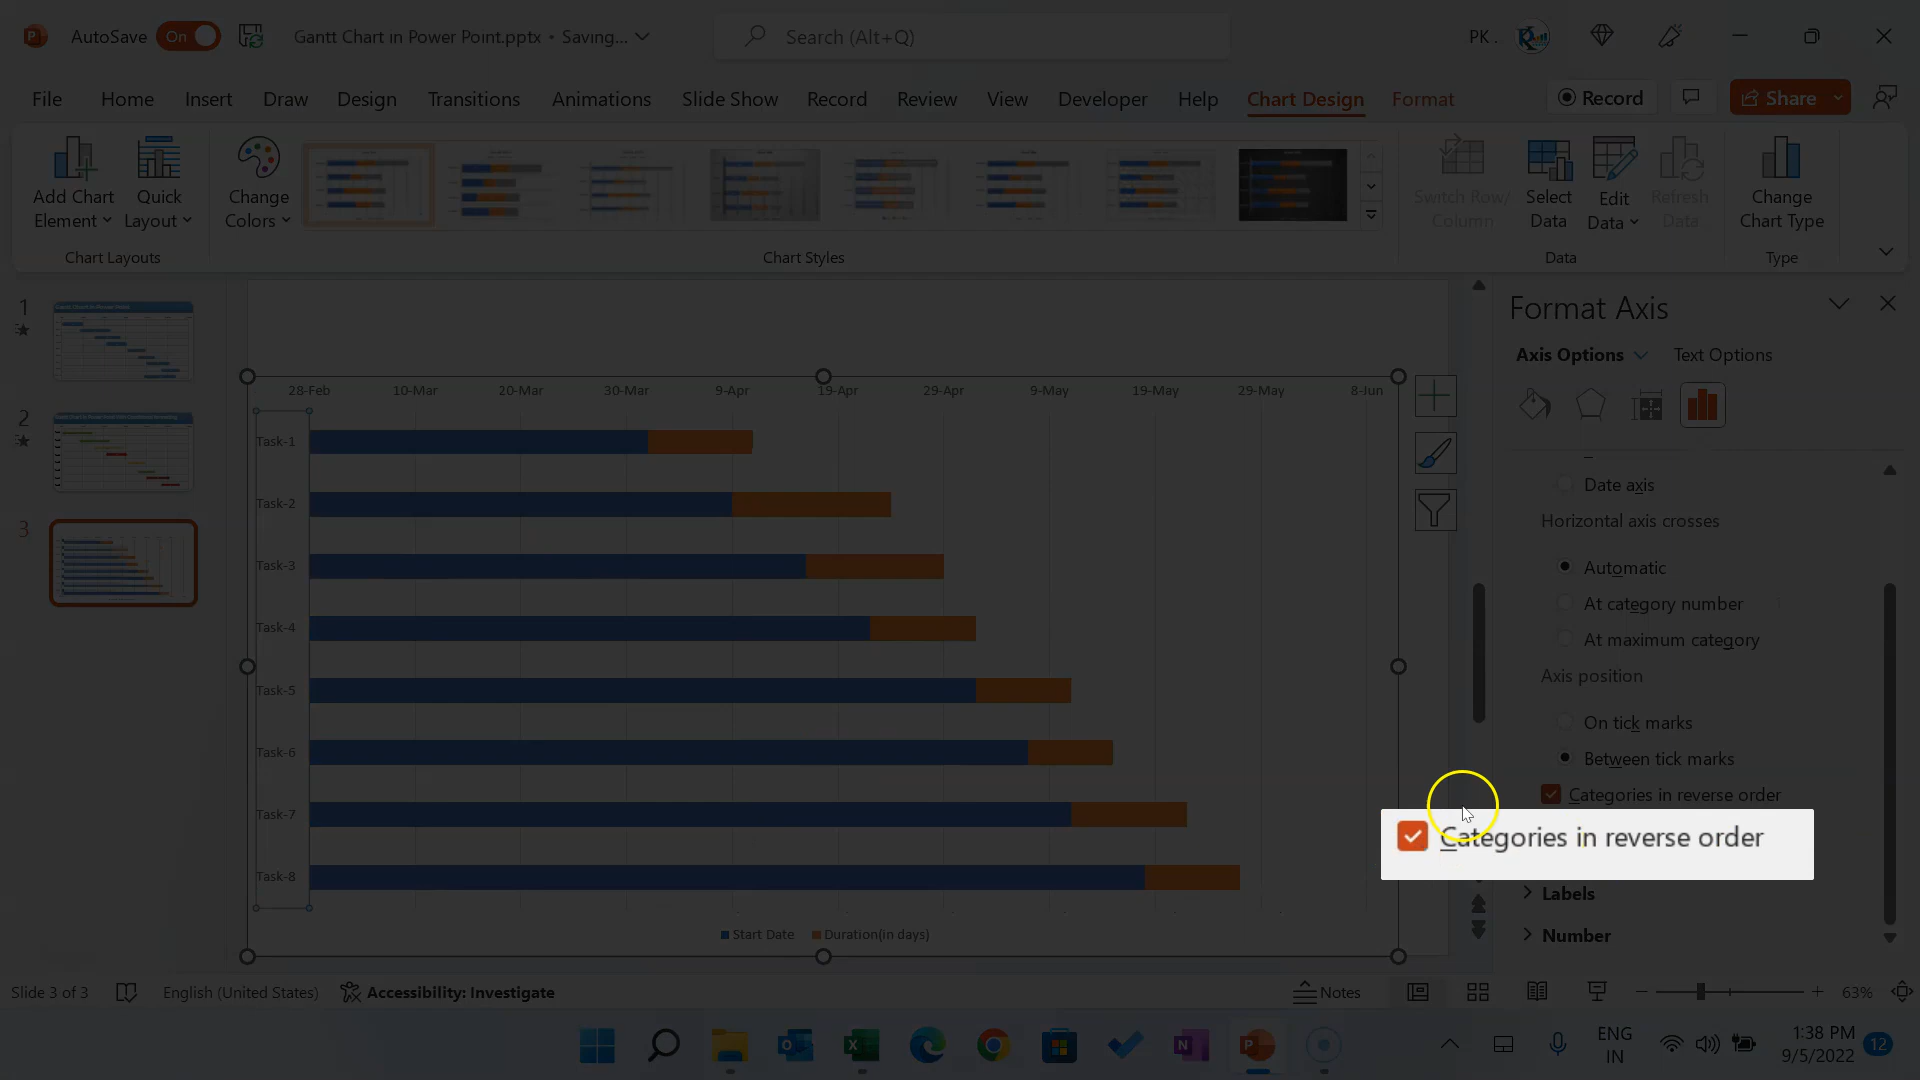 AutoSave On Gantt Chart in Power Point.pptx • Saving... Search (Alt+Q) PK .
File Home Insert Draw Design Transitions Animations Slide Show Record Review View Developer Help Chart Design Format Record Share
Add Chart Element
Quick Layout
Change Colors
Switch Row/ Column
Select Data
Edit Data
Refresh Data
Change Chart Type
Chart Layouts Chart Styles Data Type
1
2
3
28-Feb 10-Mar 20-Mar 30-Mar 9-Apr 19-Apr 29-Apr 9-May 19-May 29-May 8-Jun
Task-1
Task-2
Task-3
Task-4
Task-5
Task-6
Task-7
Task-8
Start Date Duration(in days)
Format Axis
Axis Options Text Options
Date axis
Horizontal axis crosses
Automatic
At category number
At maximum category
Axis position
On tick marks
Between tick marks
Categories in reverse order
Categories in reverse order
Labels
Number
Slide 3 of 3 English (United States) Accessibility: Investigate Notes 63%
ENG
IN
1:38 PM
9/5/2022
12